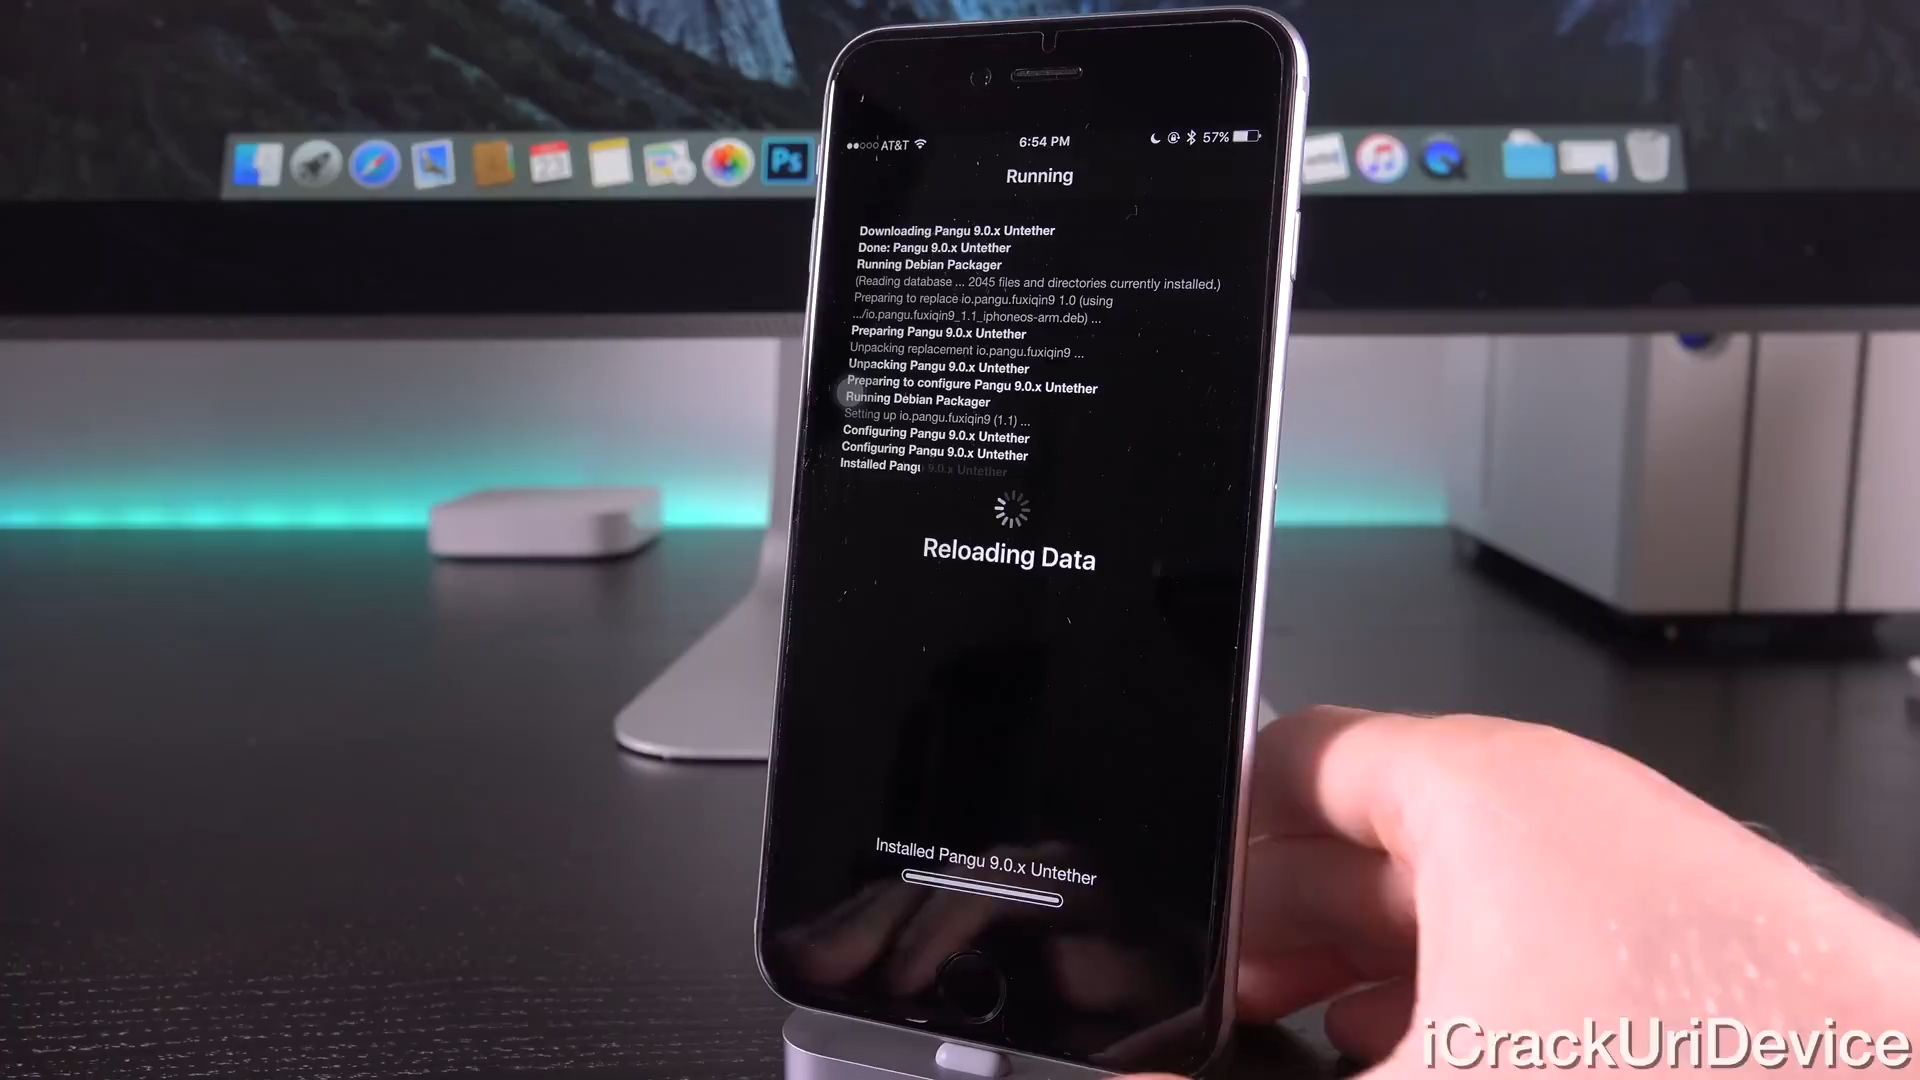 AT&T 6:54 PM 57%
Running
Downloading Pangu 9.0.x Untether
Done: Pangu 9.0.x Untether
Running Debian Packager
(Reading database ... 2045 files and directories currently installed.)
Preparing to replace io.pangu.fuxiqin9 1.0 (using
.../io.pangu.fuxiqin9_1.1_iphoneos-arm.deb) ...
Preparing Pangu 9.0.x Untether
Unpacking replacement io.pangu.fuxiqin9 ...
Unpacking Pangu 9.0.x Untether
Preparing to configure Pangu 9.0.x Untether
Running Debian Packager
Setting up io.pangu.fuxiqin9 (1.1) ...
Configuring Pangu 9.0.x Untether
Configuring Pangu 9.0.x Untether
Installed Pangu 9.0.x Untether
Reloading Data
Installed Pangu 9.0.x Untether
Ps
iCrackUriDevice